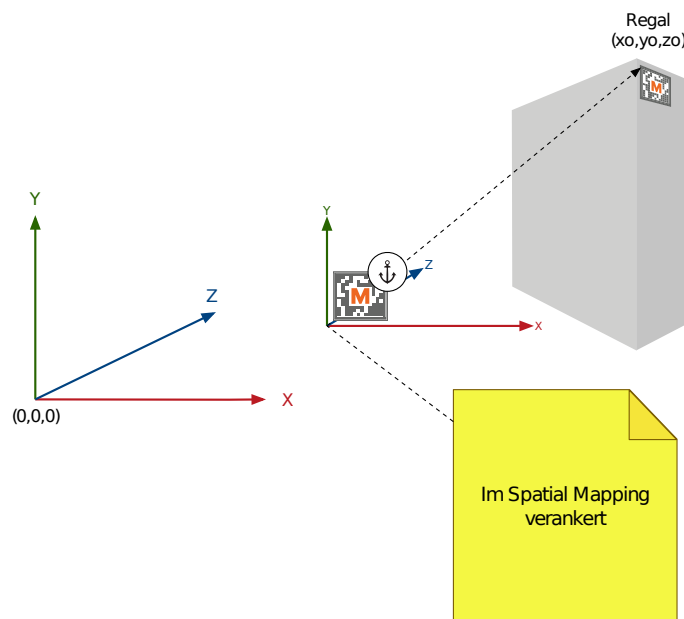 Regal
(xo,yo,zo)
M
Y
Y
Z
M
Z
X
X
(0,0,0)
Im Spatial Mapping
verankert